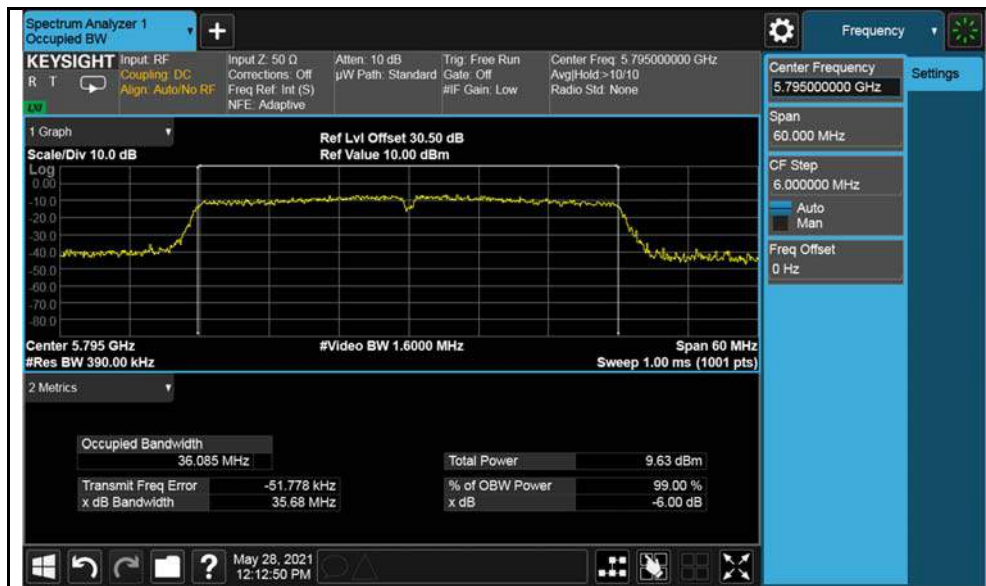 Spectrum Analyzer 1
Occupied BW
Frequency
KEYSIGHT
R T
LXI
Input: RF
Coupling: DC
Align: Auto/No RF
Input Z: 50 Ω
Corrections: Off
Freq Ref: Int (S)
NFE: Adaptive
Atten: 10 dB
µW Path: Standard
Trig: Free Run
Gate: Off
#IF Gain: Low
Center Freq: 5.795000000 GHz
Avg|Hold:>10/10
Radio Std: None
Center Frequency
5.795000000 GHz
Settings
Span
60.000 MHz
CF Step
6.000000 MHz
Auto
Man
Freq Offset
0 Hz
1 Graph
Scale/Div 10.0 dB
Ref Lvl Offset 30.50 dB
Ref Value 10.00 dBm
Log
0.00
-10.0
-20.0
-30.0
-40.0
-50.0
-60.0
-70.0
-80.0
Center 5.795 GHz
#Video BW 1.6000 MHz
Span 60 MHz
#Res BW 390.00 kHz
Sweep 1.00 ms (1001 pts)
2 Metrics
Occupied Bandwidth
36.085 MHz
Total Power 9.63 dBm
Transmit Freq Error -51.778 kHz
% of OBW Power 99.00 %
x dB Bandwidth 35.68 MHz
x dB -6.00 dB
?
May 28, 2021
12:12:50 PM